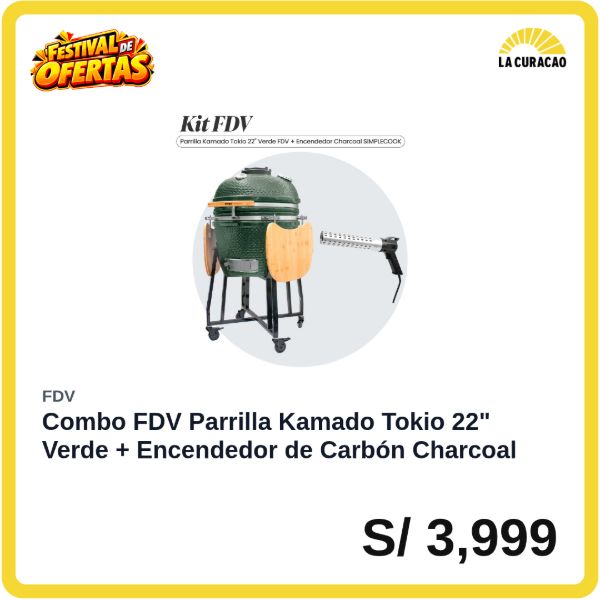 FESTIVAL DE
OFERTAS
LA CURACAO
Kit FDV
Parrilla Kamado Tokio 22" Verde FDV + Encendedor Charcoal SIMPLECOOK
FDV
Combo FDV Parrilla Kamado Tokio 22"
Verde + Encendedor de Carbón Charcoal
S/ 3,999